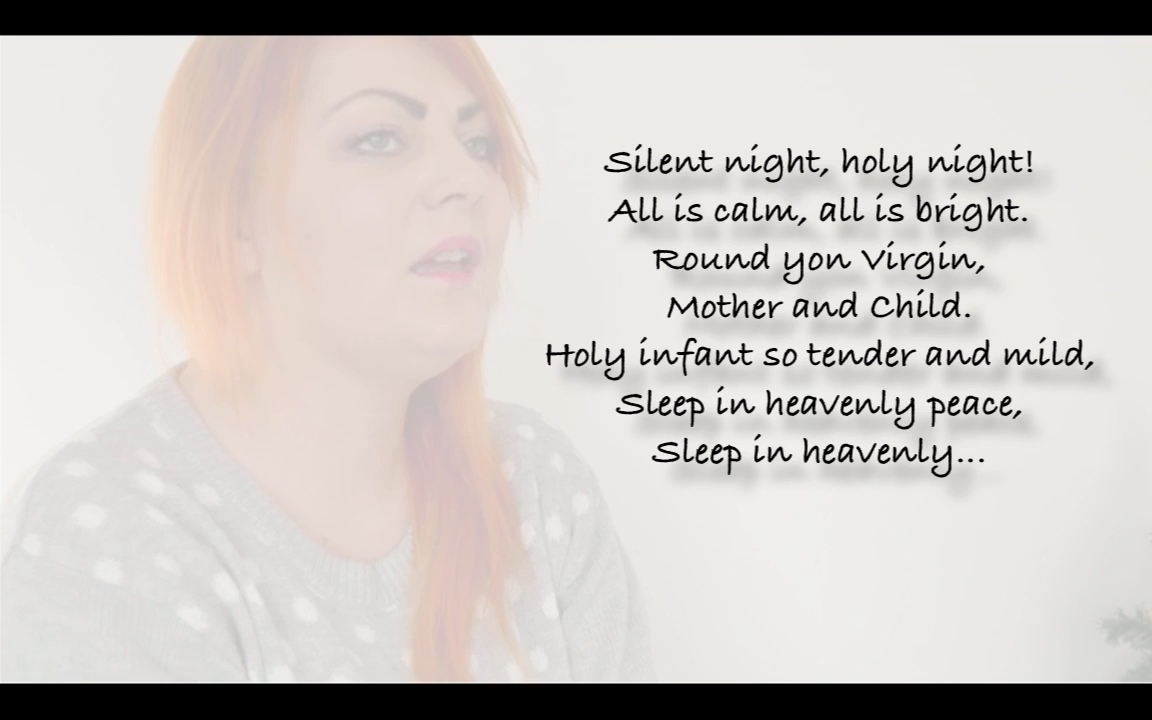 Silent night, holy night!
All is calm, all is bright.
Round yon Virgin,
Mother and Child.
Holy infant so tender and mild,
Sleep in heavenly peace,
Sleep in heavenly...